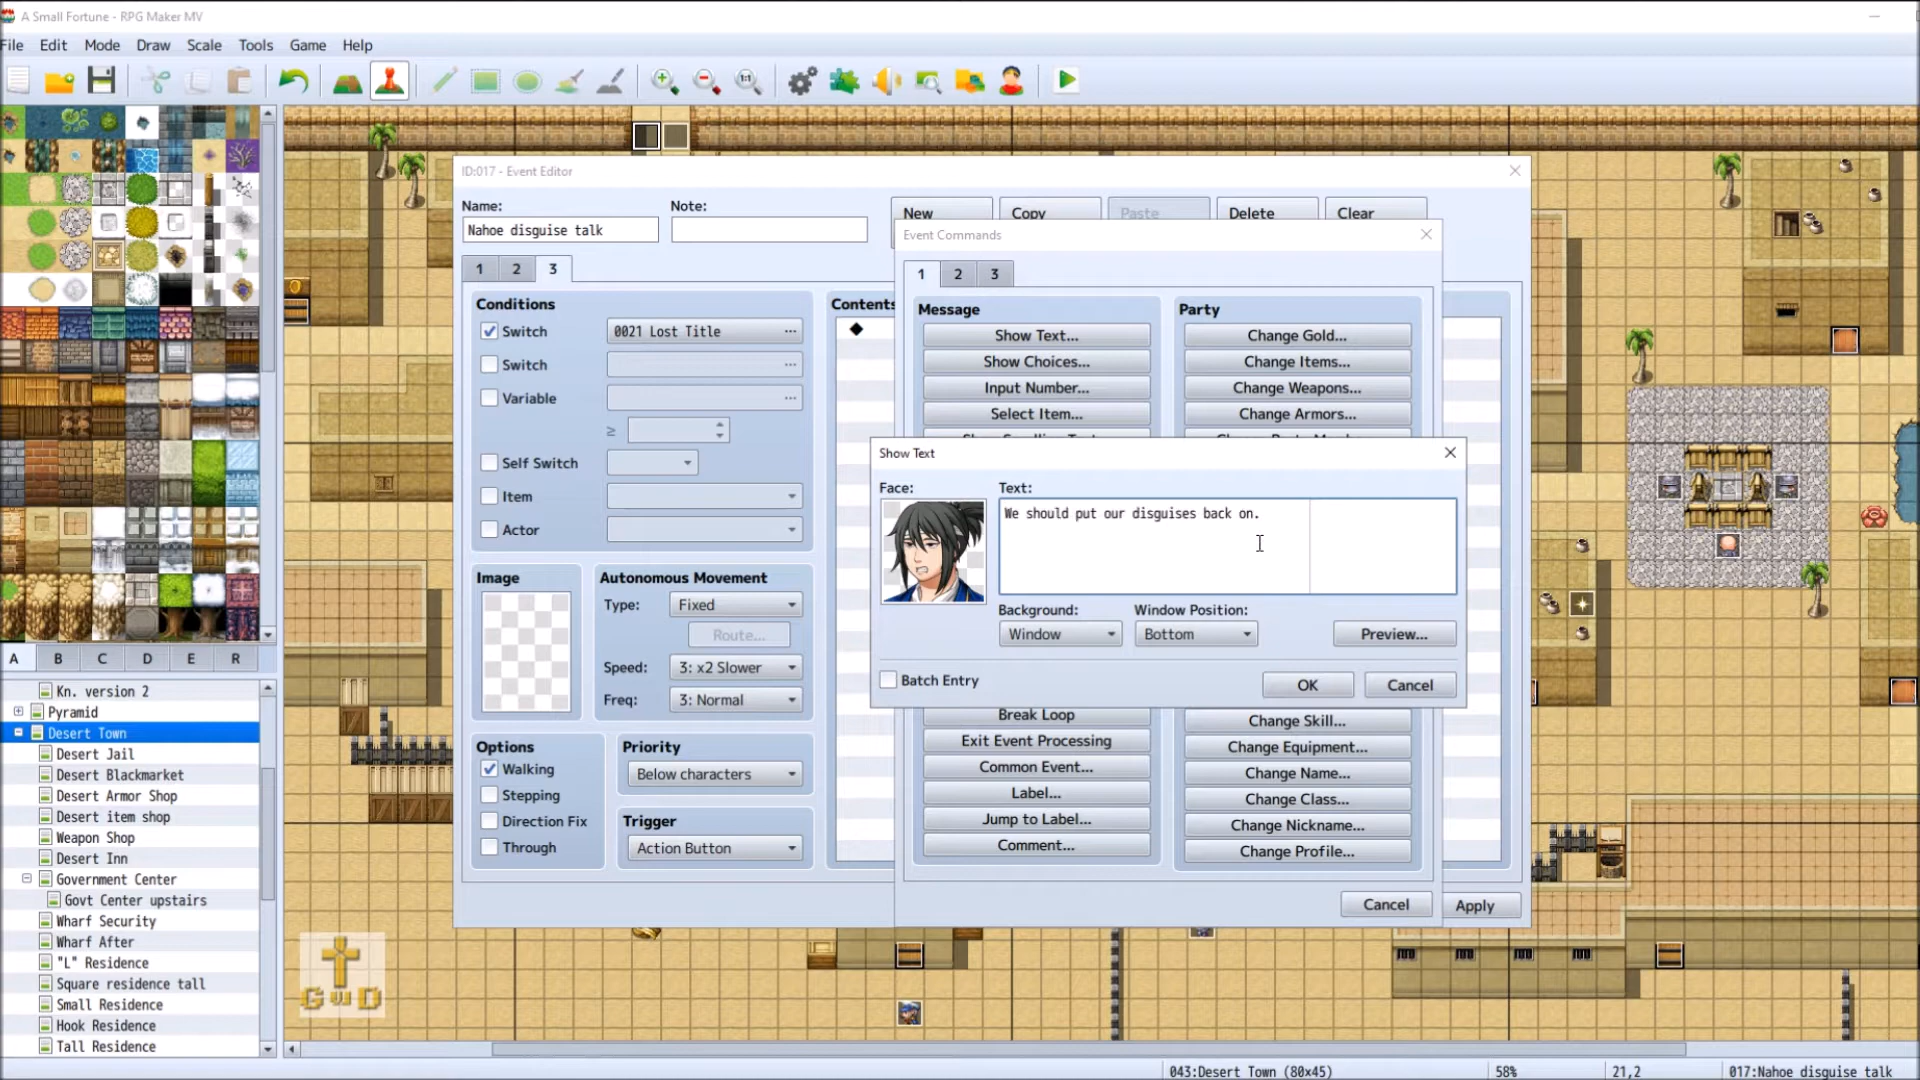 A Small Fortune - RPG Maker MV
File Edit Mode Draw Scale Tools Game Help
1:1
ID:017 - Event Editor
Name:
Note:
Nahoe disguise talk
New Copy Paste Delete Clear
1 2 3
Conditions
Switch 0021 Lost Title ...
Switch ...
Variable ...
≥
Self Switch
Item
Actor
Image
Autonomous Movement
Type: Fixed
Route...
Speed: 3: x2 Slower
Freq: 3: Normal
Options
Walking
Stepping
Direction Fix
Through
Priority
Below characters
Trigger
Action Button
Contents
Apply
Event Commands
1 2 3
Message
Show Text...
Show Choices...
Input Number...
Select Item...
Break Loop
Exit Event Processing
Common Event...
Label...
Jump to Label...
Comment...
Party
Change Gold...
Change Items...
Change Weapons...
Change Armors...
Change Skill...
Change Equipment...
Change Name...
Change Class...
Change Nickname...
Change Profile...
Cancel
Show Text
Face:
Text:
We should put our disguises back on.
Background:
Window
Window Position:
Bottom
Preview...
Batch Entry
OK Cancel
A B C D E R
Kn. version 2
Pyramid
Desert Town
Desert Jail
Desert Blackmarket
Desert Armor Shop
Desert item shop
Weapon Shop
Desert Inn
Government Center
Govt Center upstairs
Wharf Security
Wharf After
"L" Residence
Square residence tall
Small Residence
Hook Residence
Tall Residence
GWD
043:Desert Town (80x45)
58%
21,2
017:Nahoe disguise talk